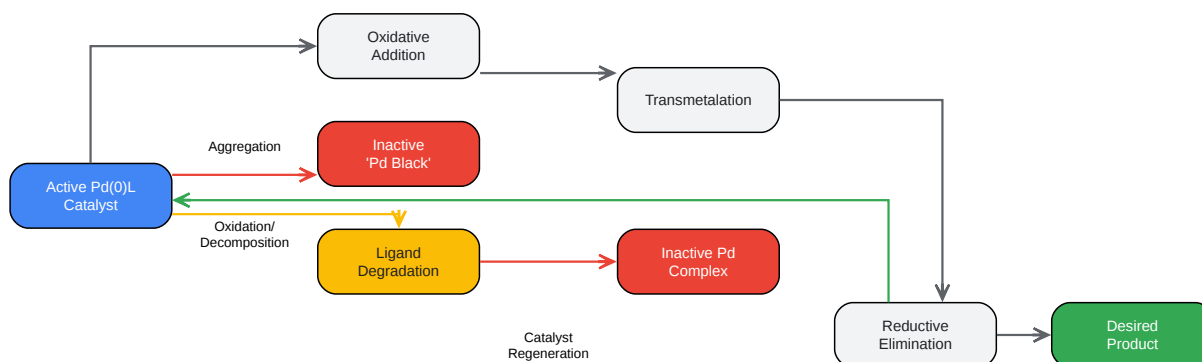 Oxidative
Addition
Transmetalation
Aggregation
Inactive
'Pd Black'
Active Pd(0)L
Catalyst
Oxidation/
Decomposition
Ligand
Degradation
Inactive Pd
Complex
Catalyst
Regeneration
Reductive
Elimination
Desired
Product